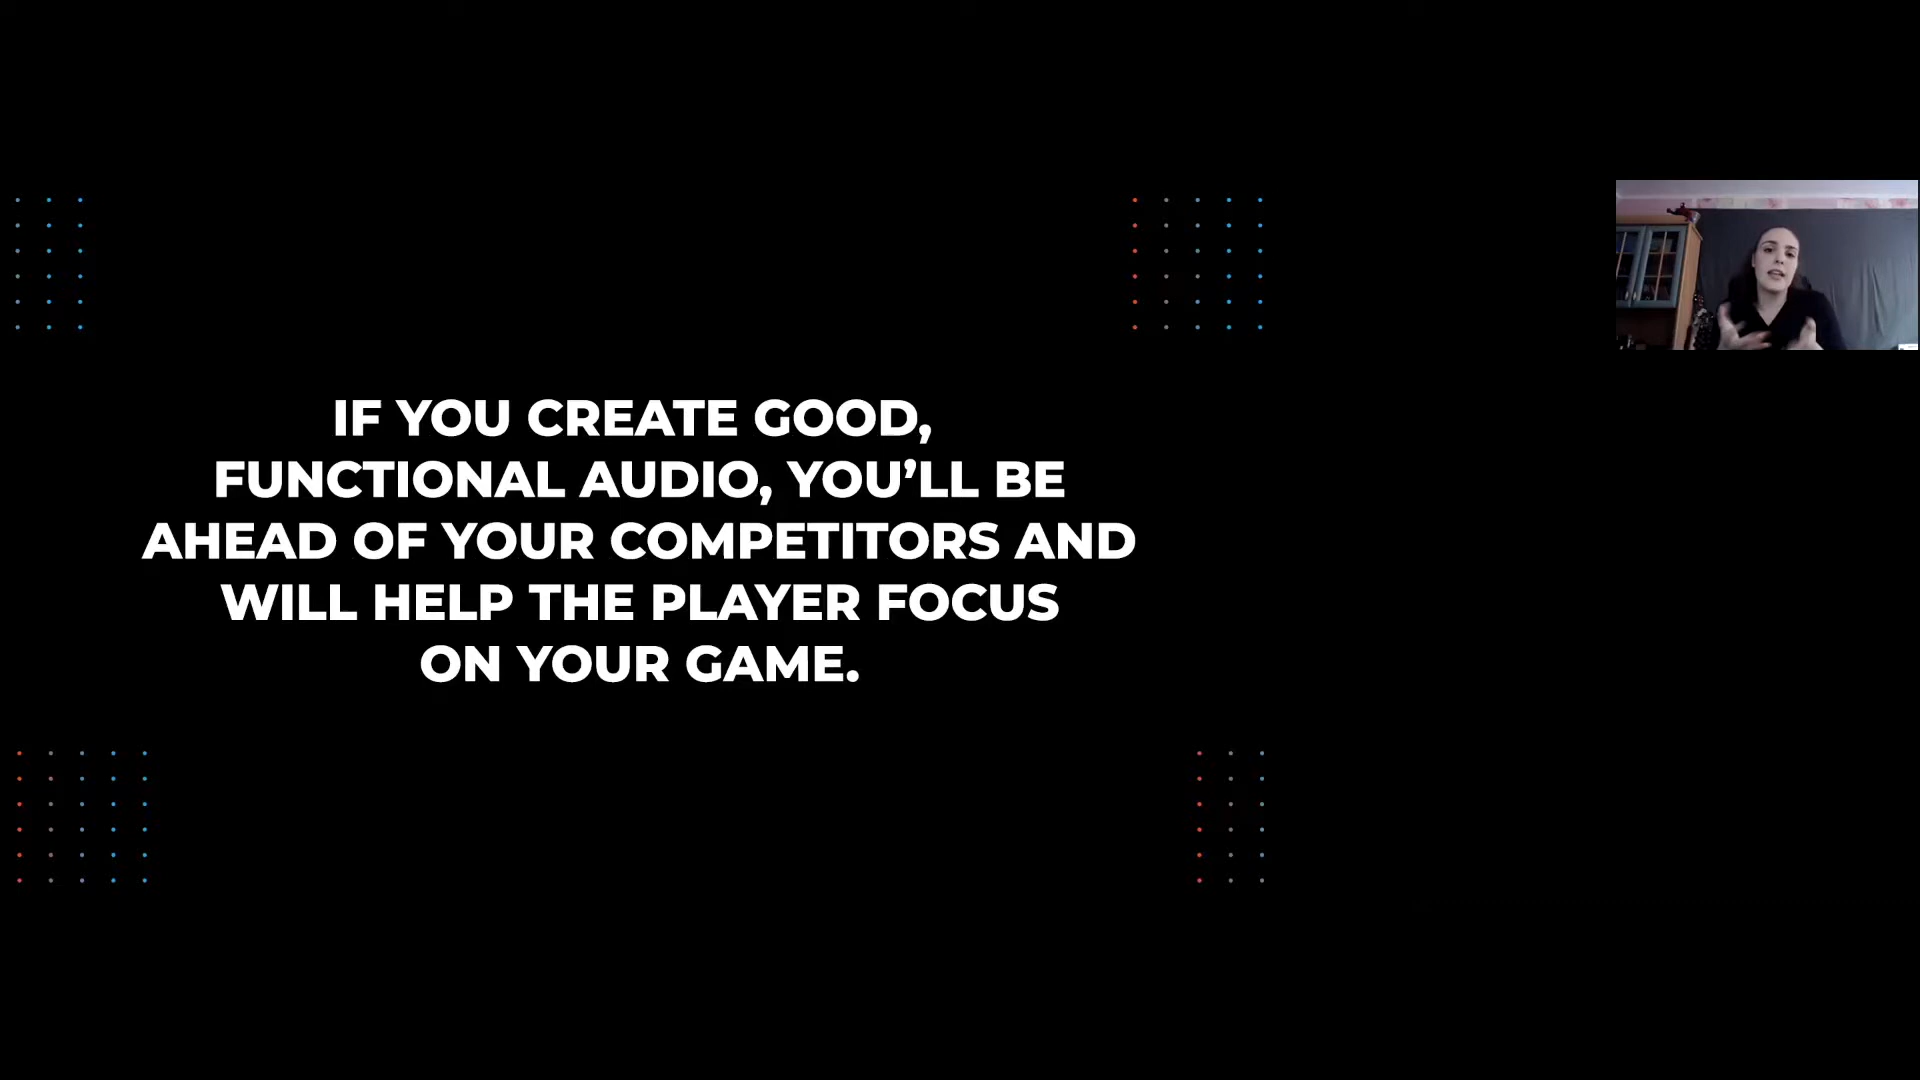 IF YOU CREATE GOOD,
FUNCTIONAL AUDIO, YOU’LL BE
AHEAD OF YOUR COMPETITORS AND
WILL HELP THE PLAYER FOCUS
ON YOUR GAME.